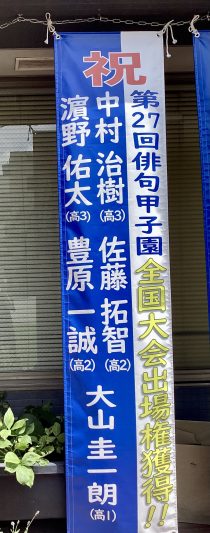 祝
第27回俳句甲子園 全国大会出場権獲得!!
中村 治樹(高3) 佐藤 拓智(高2) 大山 圭一朗(高1)
濱野 佑太(高3) 豊原 一誠(高2)